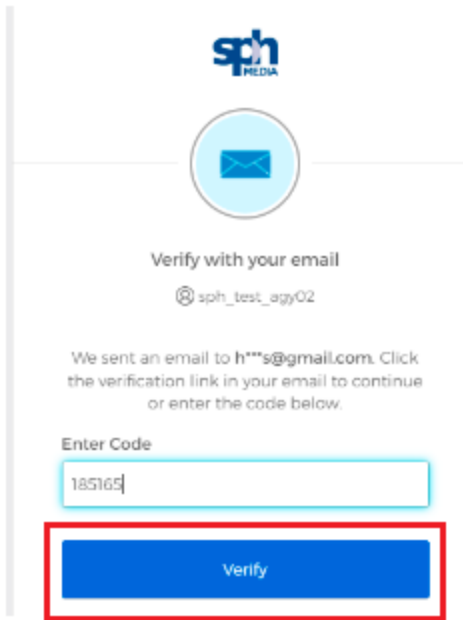 sph
MEDIA
Verify with your email
sph_test_agy02
We sent an email to h***s@gmail.com. Click
the verification link in your email to continue
or enter the code below.
Enter Code
185165
Verify